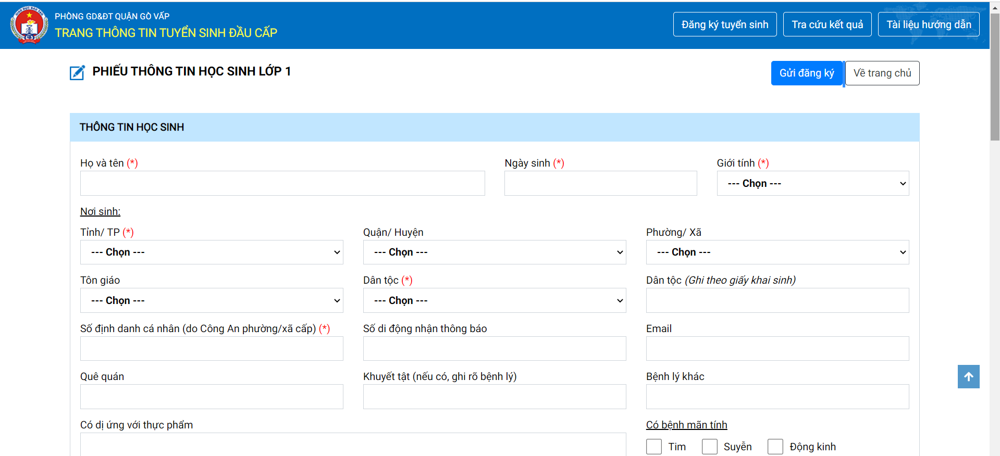 PHÒNG GD&ĐT QUẬN GÒ VẤP
TRANG THÔNG TIN TUYỂN SINH ĐẦU CẤP
Đăng ký tuyển sinh
Tra cứu kết quả
Tài liệu hướng dẫn
PHIẾU THÔNG TIN HỌC SINH LỚP 1
Gửi đăng ký
Về trang chủ
THÔNG TIN HỌC SINH
Họ và tên (*)
Ngày sinh (*)
Giới tính (*)
--- Chọn ---
Nơi sinh:
Tỉnh/ TP (*)
Quận/ Huyện
Phường/ Xã
--- Chọn ---
--- Chọn ---
--- Chọn ---
Tôn giáo
Dân tộc (*)
Dân tộc (Ghi theo giấy khai sinh)
--- Chọn ---
--- Chọn ---
Số định danh cá nhân (do Công An phường/xã cấp) (*)
Số di động nhận thông báo
Email
Quê quán
Khuyết tật (nếu có, ghi rõ bệnh lý)
Bệnh lý khác
Có dị ứng với thực phẩm
Có bệnh mãn tính
Tim
Suyễn
Động kinh